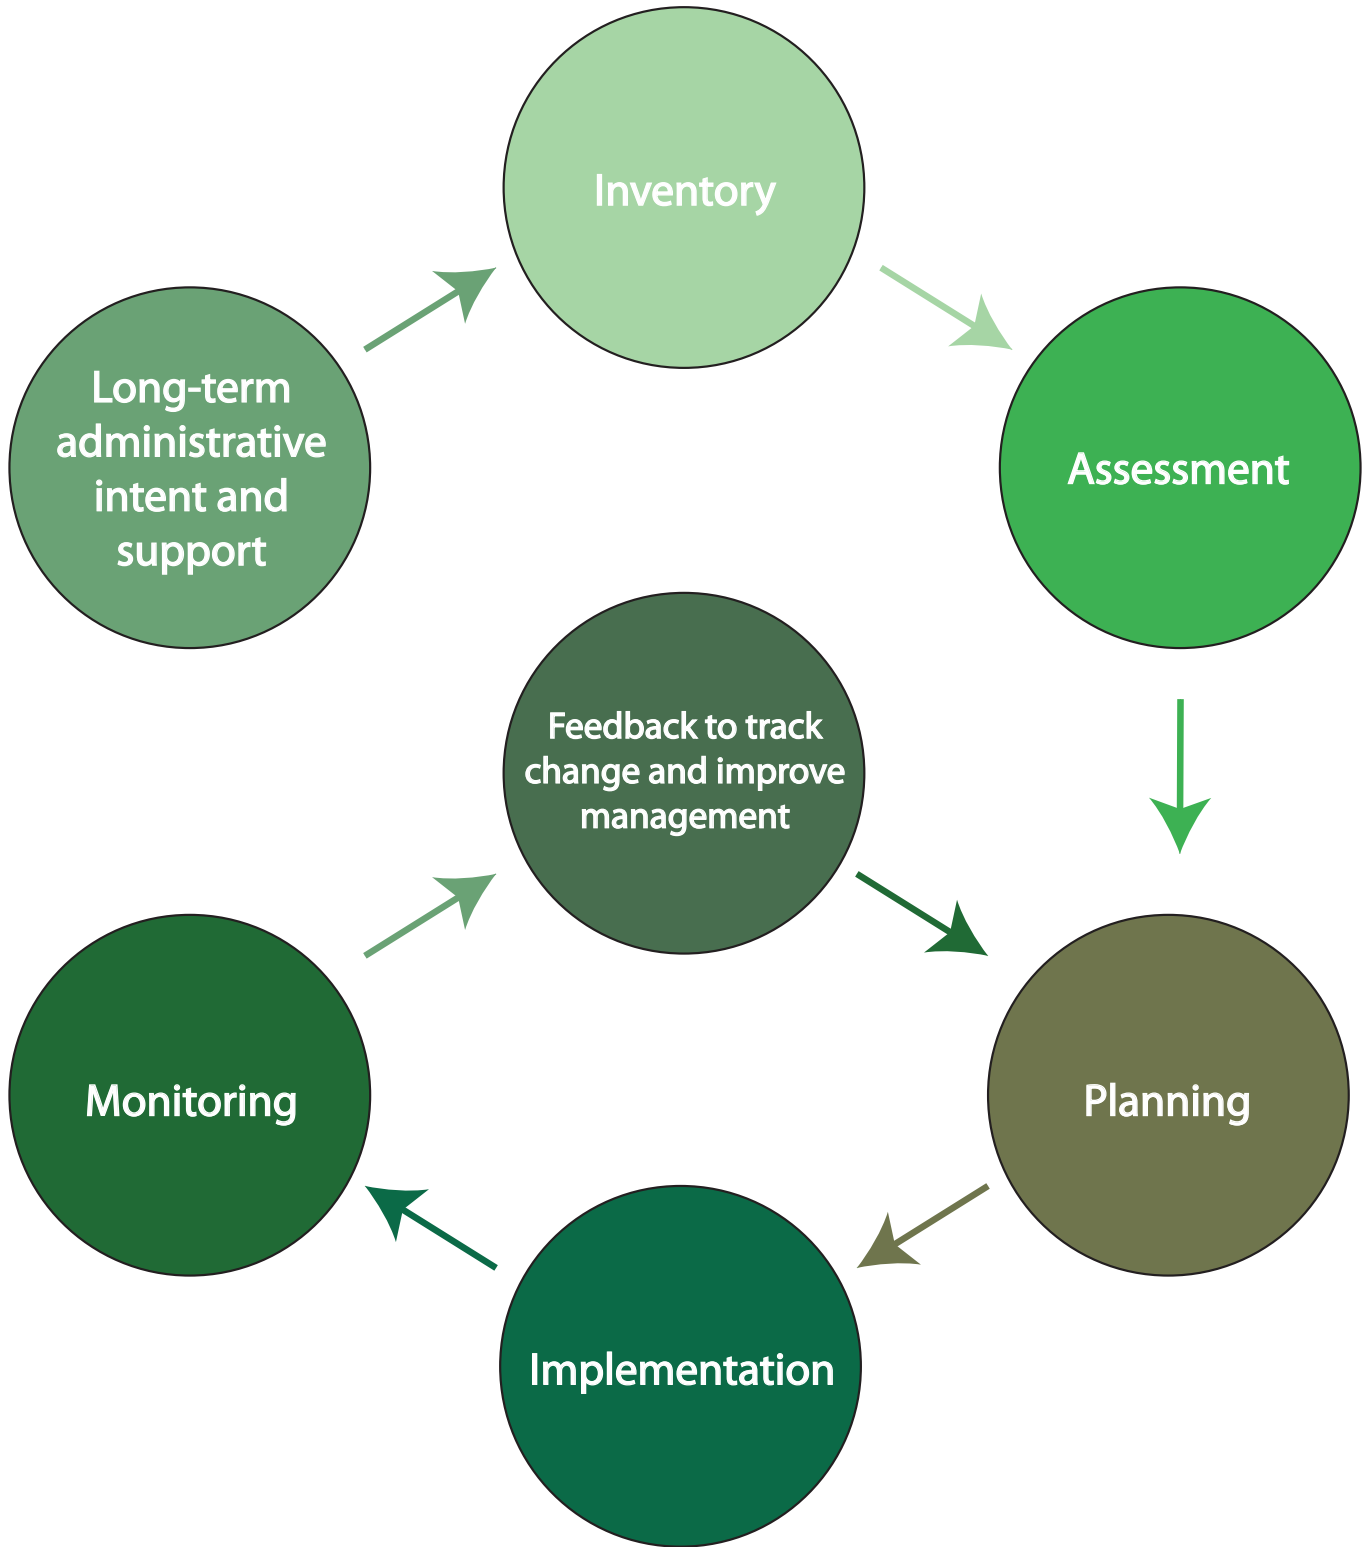 Inventory
Long-term
administrative
intent and
support
Assessment
Feedback to track
change and improve
management
Monitoring
Planning
Implementation